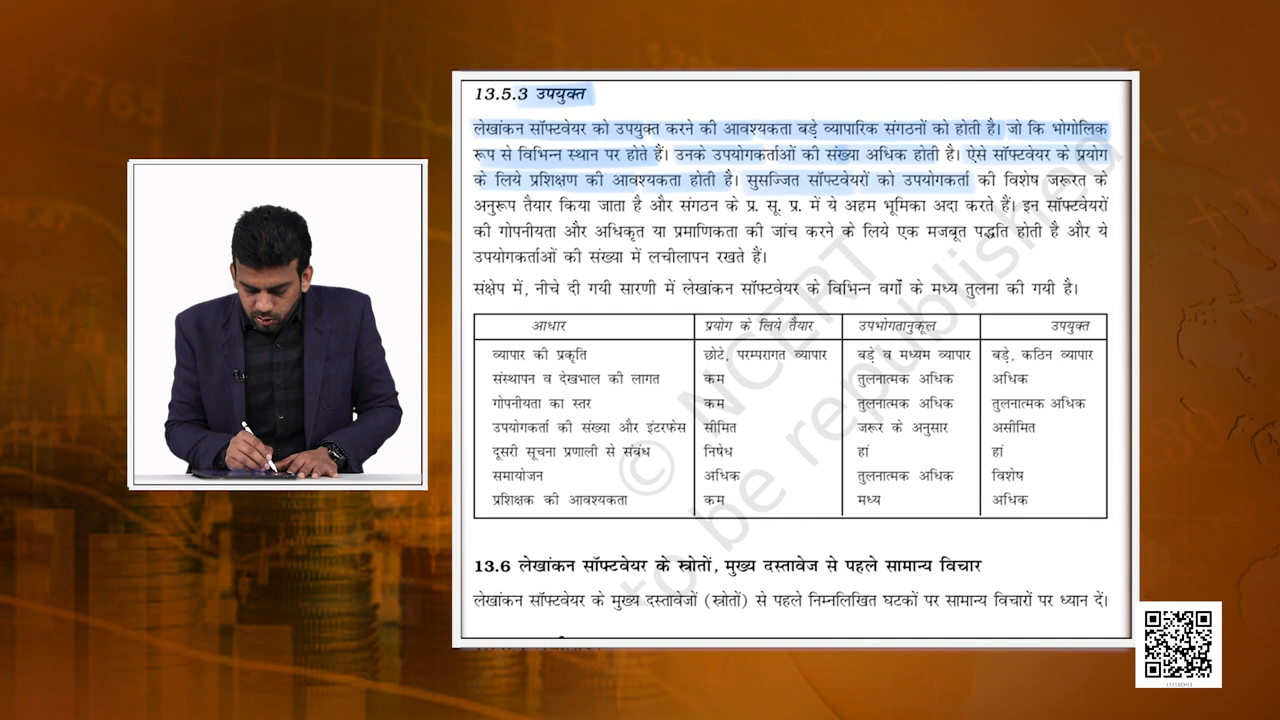 13.5.3 उपयुक्त
लेखांकन सॉफ्टवेयर को उपयुक्त करने की आवश्यकता बड़े व्यापारिक संगठनों को होती है। जो कि भोगोलिक
रूप से विभिन्न स्थान पर होते हैं। उनके उपयोगकर्ताओं की संख्या अधिक होती है। ऐसे सॉफ्टवेयर के प्रयोग
के लिये प्रशिक्षण की आवश्यकता होती है। सुसज्जित सॉफ्टवेयरों को उपयोगकर्ता की विशेष जरूरत के
अनुरूप तैयार किया जाता है और संगठन के प्र. सू. प्र. में ये अहम भूमिका अदा करते हैं। इन सॉफ्टवेयरों
की गोपनीयता और अधिकृत या प्रमाणिकता की जांच करने के लिये एक मजबूत पद्धति होती है और ये
उपयोगकर्ताओं की संख्या में लचीलापन रखते हैं।
संक्षेप में, नीचे दी गयी सारणी में लेखांकन सॉफ्टवेयर के विभिन्न वर्गों के मध्य तुलना की गयी है।
आधार प्रयोग के लिये तैयार उपभोगतानुकूल उपयुक्त
व्यापार की प्रकृति छोटे, परम्परागत व्यापार बड़े व मध्यम व्यापार बड़े, कठिन व्यापार
संस्थापन व देखभाल की लागत कम तुलनात्मक अधिक अधिक
गोपनीयता का स्तर कम तुलनात्मक अधिक तुलनात्मक अधिक
उपयोगकर्ता की संख्या और इंटरफेस सीमित जरूर के अनुसार असीमित
दूसरी सूचना प्रणाली से संबंध निषेध हां हां
समायोजन अधिक तुलनात्मक अधिक विशेष
प्रशिक्षक की आवश्यकता कम मध्य अधिक
© NCERT
to be republished
13.6 लेखांकन सॉफ्टवेयर के स्त्रोतों, मुख्य दस्तावेज से पहले सामान्य विचार
लेखांकन सॉफ्टवेयर के मुख्य दस्तावेजों (स्त्रोतों) से पहले निम्नलिखित घटकों पर सामान्य विचारों पर ध्यान दें।